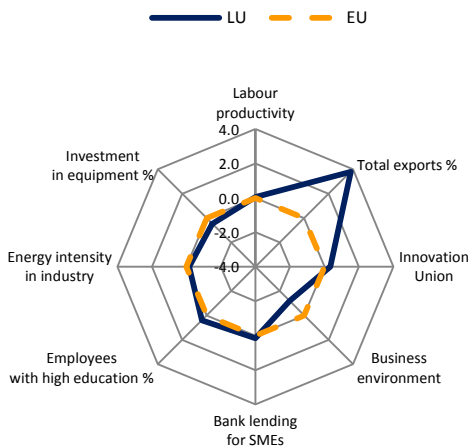 LU EU
Labour
productivity
4.0
Investment
in equipment %
Total exports %
2.0
0.0
-2.0
Energy intensity
in industry
-4.0
Innovation
Union
Employees
with high education %
Business
environment
Bank lending
for SMEs